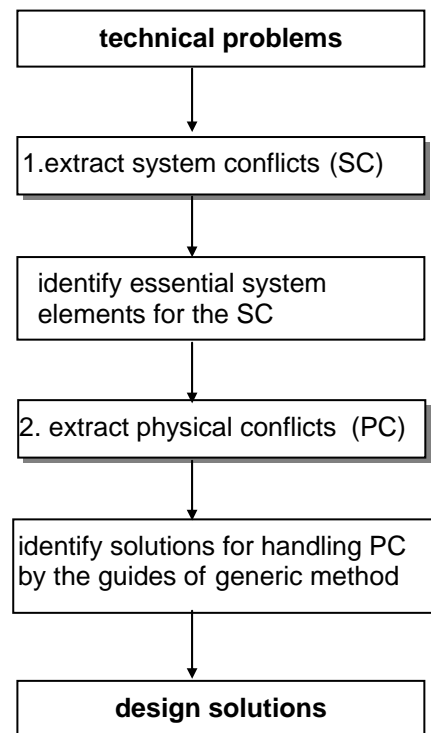 technical problems
1.extract system conflicts (SC)
identify essential system
elements for the SC
2. extract physical conflicts (PC)
identify solutions for handling PC
by the guides of generic method
design solutions